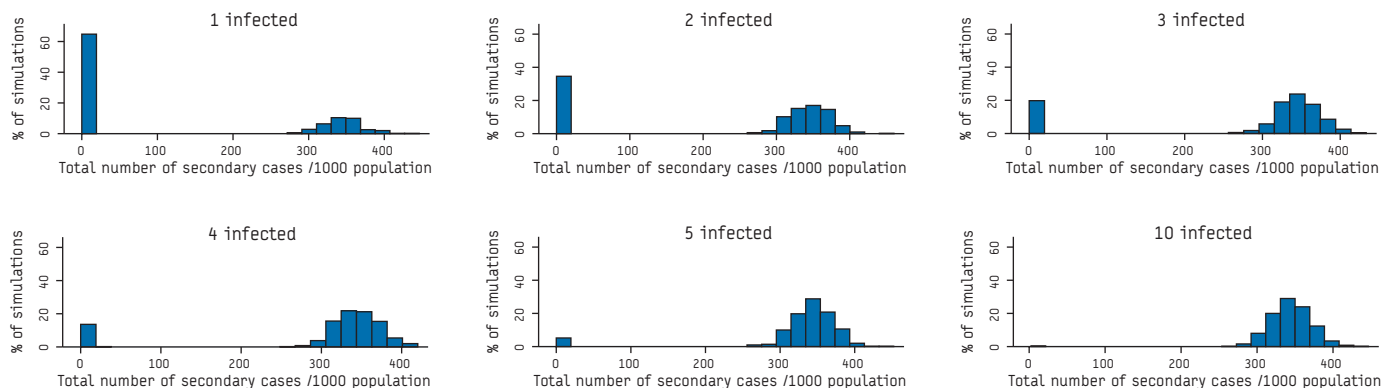 1 infected
% of simulations
0 20 40 60
0 100 200 300 400
Total number of secondary cases /1000 population
2 infected
% of simulations
0 20 40 60
0 100 200 300 400
Total number of secondary cases /1000 population
3 infected
% of simulations
0 20 40 60
0 100 200 300 400
Total number of secondary cases /1000 population
4 infected
% of simulations
0 20 40 60
0 100 200 300 400
Total number of secondary cases /1000 population
5 infected
% of simulations
0 20 40 60
0 100 200 300 400
Total number of secondary cases /1000 population
10 infected
% of simulations
0 20 40 60
0 100 200 300 400
Total number of secondary cases /1000 population